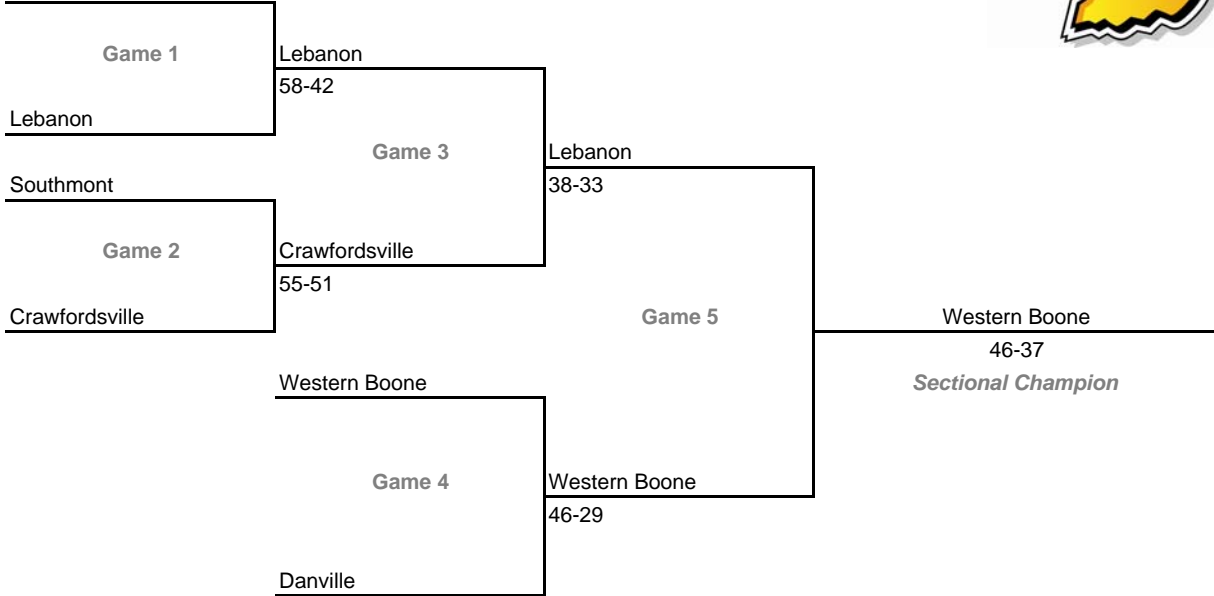 Game 1
Lebanon
58-42
Lebanon
Game 3
Lebanon
38-33
Southmont
Game 2
Crawfordsville
55-51
Crawfordsville
Game 5
Western Boone
46-37
Sectional Champion
Western Boone
Game 4
Western Boone
46-29
Danville